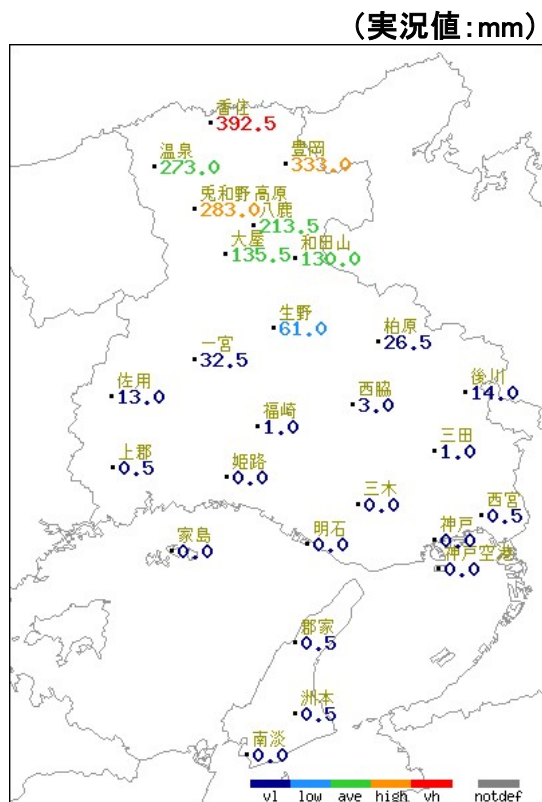 (実況値:mm)
香住
392.5
温泉
273.0
豊岡
333.0
兎和野高原
283.0
八鹿
213.5
大屋
135.5
和田山
130.0
生野
61.0
柏原
26.5
一宮
32.5
佐用
13.0
後川
14.0
西脇
3.0
福崎
1.0
三田
1.0
上郡
0.5
姫路
0.0
三木
0.0
西宮
0.5
家島
0.0
明石
0.0
神戸
0.0
神戸空港
0.0
郡家
0.5
洲本
0.5
南淡
0.0
vl low ave high vh notdef